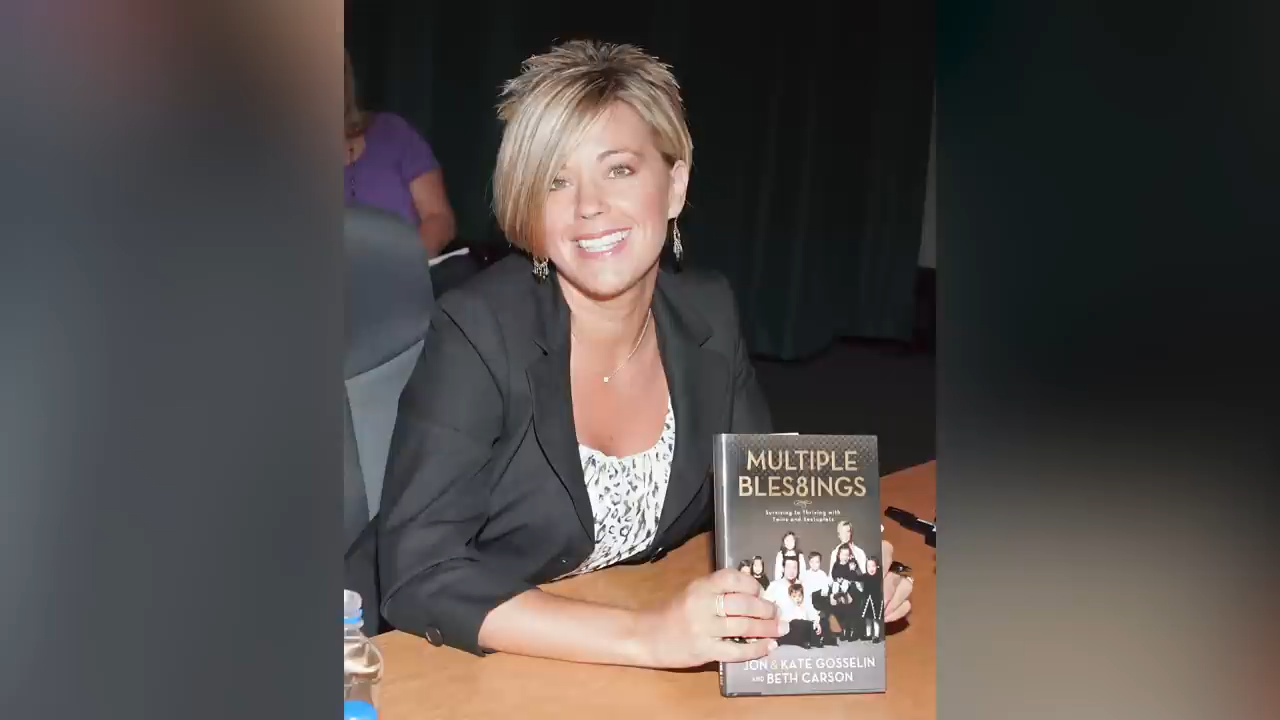 MULTIPLE
BLES8INGS
Surviving to Thriving with
Twins and Sextuplets
JON & KATE GOSSELIN
AND BETH CARSON